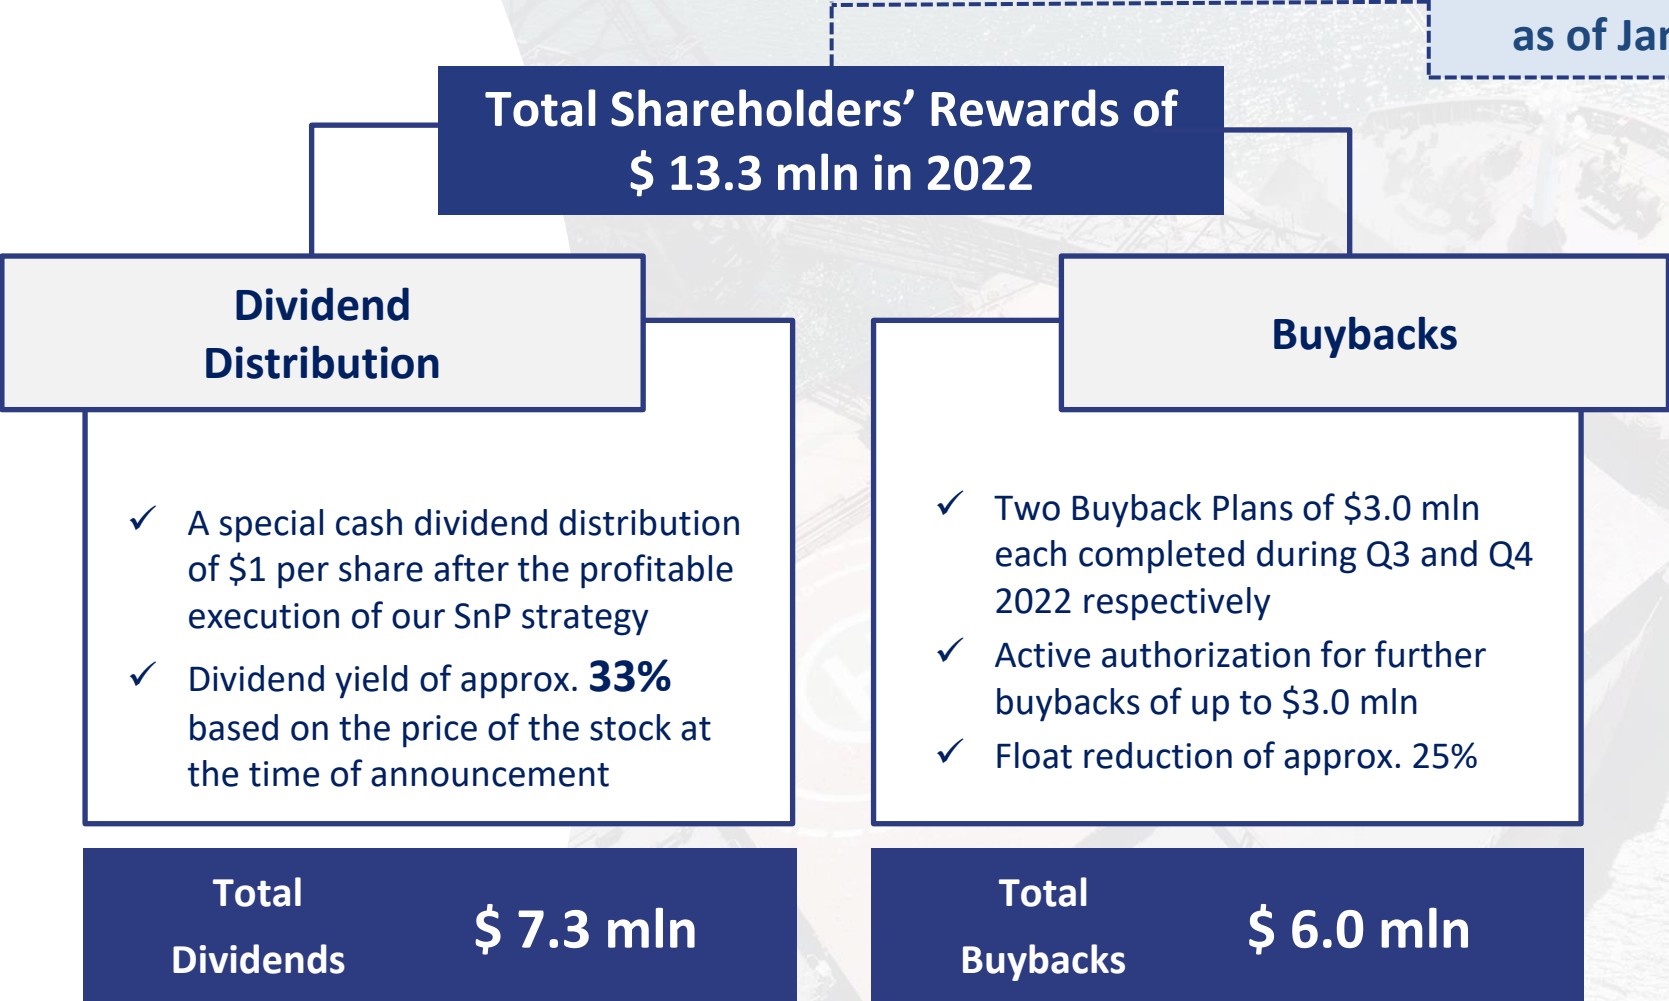 as of
Total Shareholders’ Rewards of
$ 13.3 mln in 2022
Dividend
Distribution
Buybacks
✓ A special cash dividend distribution
of $1 per share after the profitable
execution of our SnP strategy
✓ Dividend yield of approx. 33%
based on the price of the stock at
the time of announcement
✓ Two Buyback Plans of $3.0 mln
each completed during Q3 and Q4
2022 respectively
✓ Active authorization for further
buybacks of up to $3.0 mln
✓ Float reduction of approx. 25%
Total
Dividends
$ 7.3 mln
Total
Buybacks
$ 6.0 mln